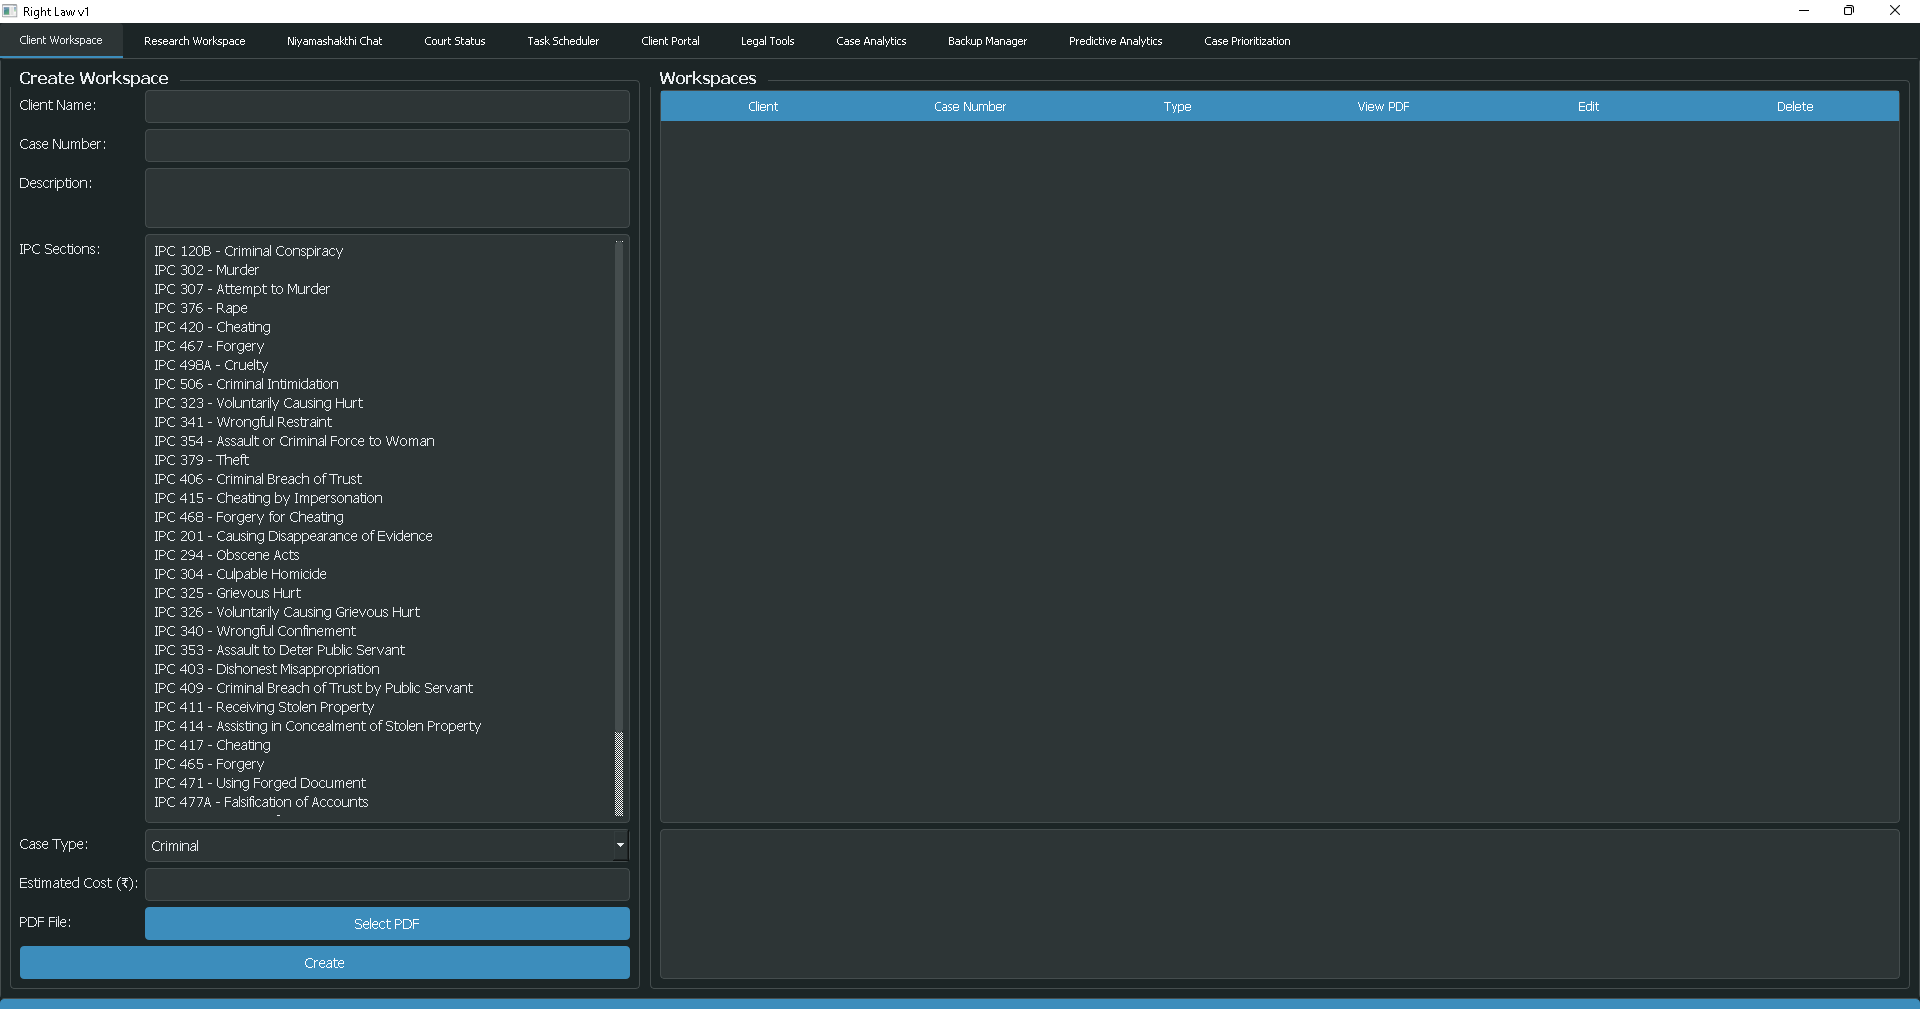 Right Law v1
Client Workspace Research Workspace Niyamashakthi Chat Court Status Task Scheduler Client Portal Legal Tools Case Analytics Backup Manager Predictive Analytics Case Prioritization
Create Workspace
Client Name:
Case Number:
Description:
IPC Sections:
IPC 120B - Criminal Conspiracy
IPC 302 - Murder
IPC 307 - Attempt to Murder
IPC 376 - Rape
IPC 420 - Cheating
IPC 467 - Forgery
IPC 498A - Cruelty
IPC 506 - Criminal Intimidation
IPC 323 - Voluntarily Causing Hurt
IPC 341 - Wrongful Restraint
IPC 354 - Assault or Criminal Force to Woman
IPC 379 - Theft
IPC 406 - Criminal Breach of Trust
IPC 415 - Cheating by Impersonation
IPC 468 - Forgery for Cheating
IPC 201 - Causing Disappearance of Evidence
IPC 294 - Obscene Acts
IPC 304 - Culpable Homicide
IPC 325 - Grievous Hurt
IPC 326 - Voluntarily Causing Grievous Hurt
IPC 340 - Wrongful Confinement
IPC 353 - Assault to Deter Public Servant
IPC 403 - Dishonest Misappropriation
IPC 409 - Criminal Breach of Trust by Public Servant
IPC 411 - Receiving Stolen Property
IPC 414 - Assisting in Concealment of Stolen Property
IPC 417 - Cheating
IPC 465 - Forgery
IPC 471 - Using Forged Document
IPC 477A - Falsification of Accounts
Case Type: Criminal
Estimated Cost (₹):
PDF File: Select PDF
Create
Workspaces
Client Case Number Type View PDF Edit Delete